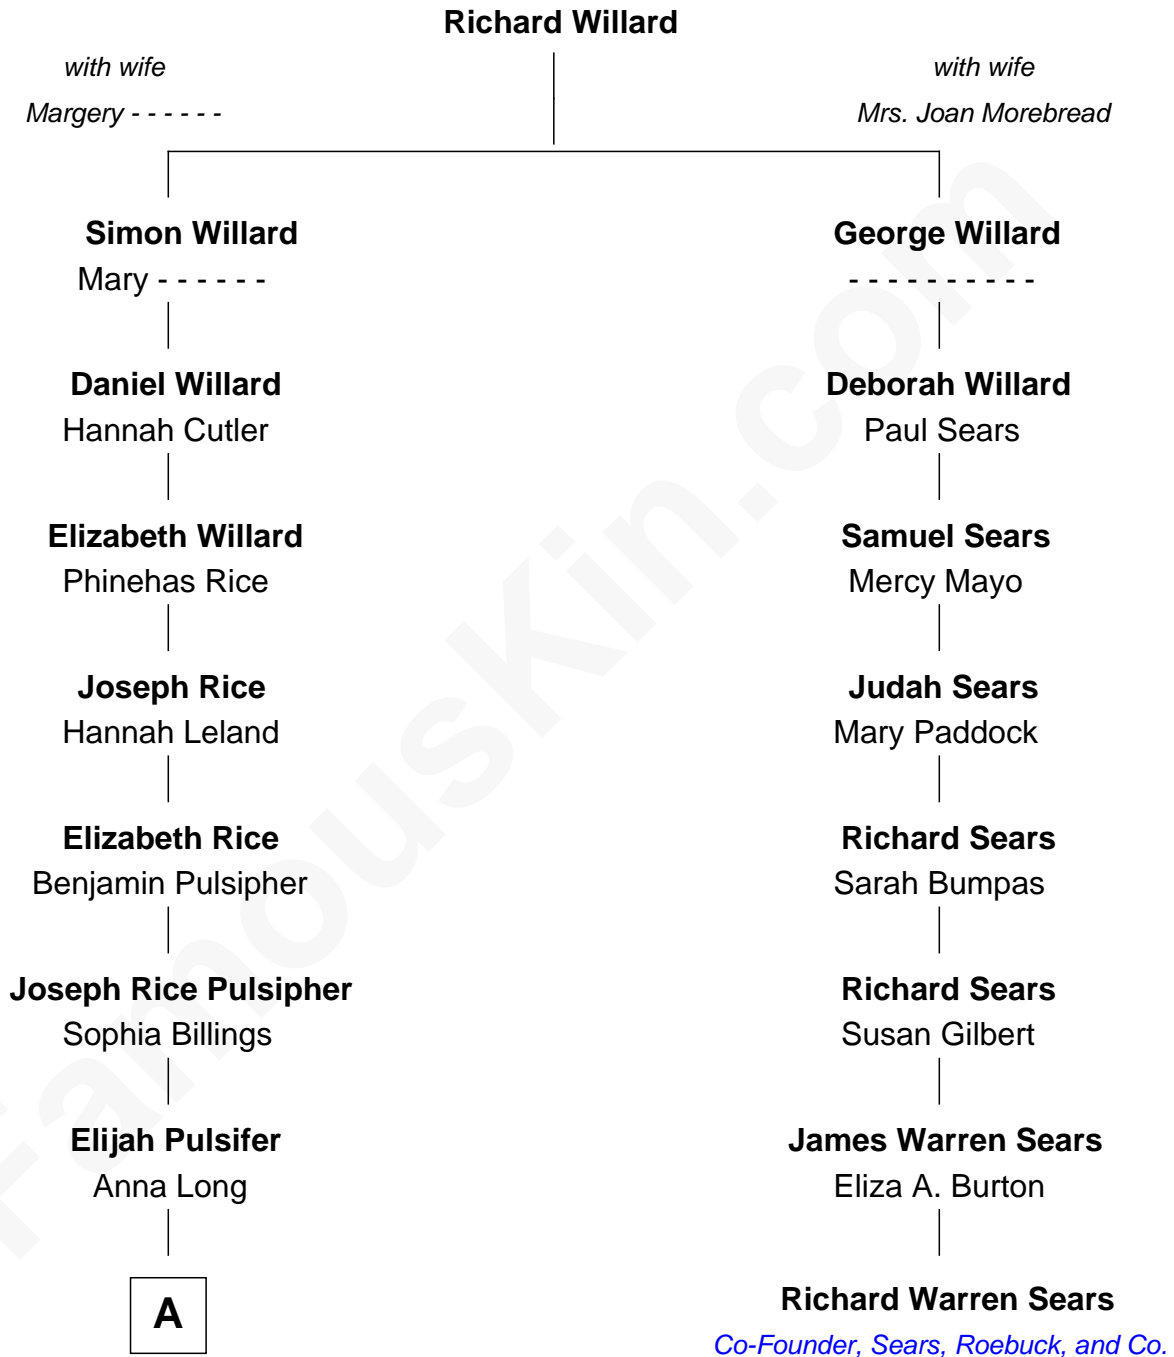 Richard Willard
with wife
Margery - - - - - -
with wife
Mrs. Joan Morebread
Simon Willard
Mary - - - - - -
George Willard
- - - - - - - - - -
Daniel Willard
Hannah Cutler
Deborah Willard
Paul Sears
Elizabeth Willard
Phinehas Rice
Samuel Sears
Mercy Mayo
Joseph Rice
Hannah Leland
Judah Sears
Mary Paddock
Elizabeth Rice
Benjamin Pulsipher
Richard Sears
Sarah Bumpas
Joseph Rice Pulsipher
Sophia Billings
Richard Sears
Susan Gilbert
Elijah Pulsifer
Anna Long
James Warren Sears
Eliza A. Burton
A
Richard Warren Sears
Co-Founder, Sears, Roebuck, and Co.
FamousKin.com